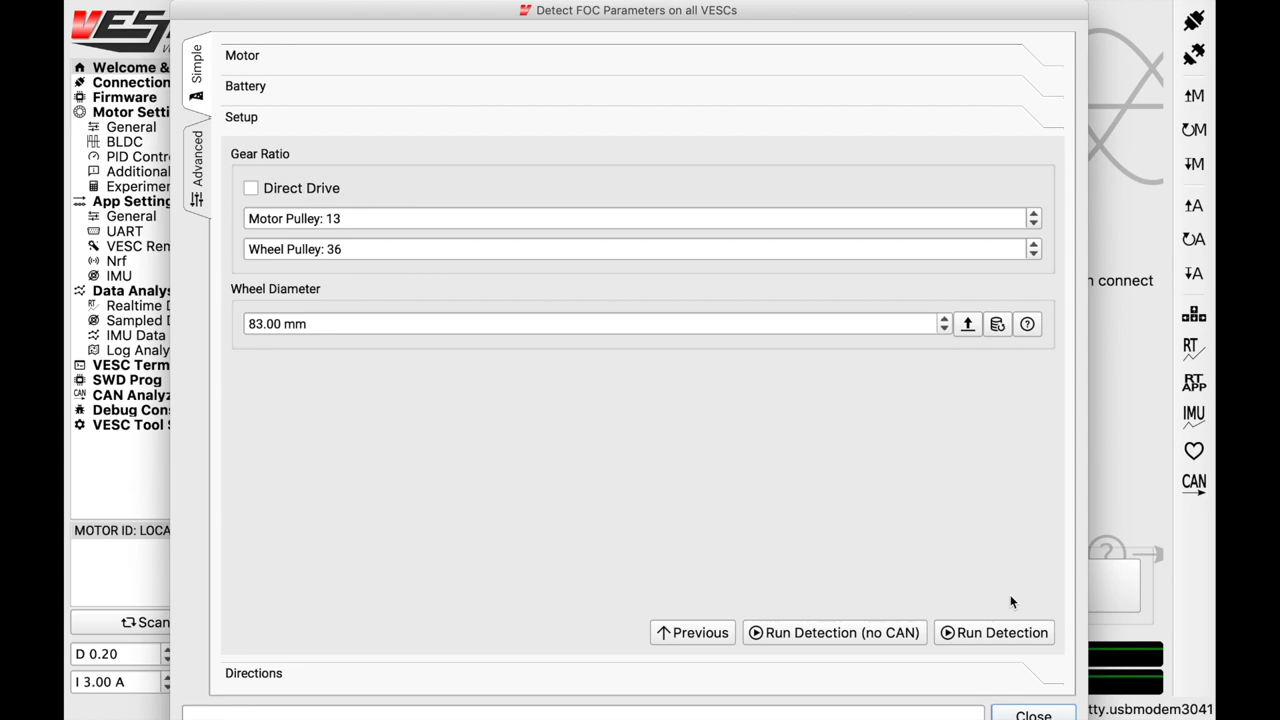 Detect FOC Parameters on all VESCs
VES
Welcome &
Connection
Firmware
Motor Setti
General
BLDC
PID Contr
Additional
Experimer
App Setting
General
UART
VESC Rem
Nrf
IMU
Data Analys
Realtime D
Sampled D
IMU Data
Log Analy
VESC Term
SWD Prog
CAN Analyz
Debug Con
VESC Tool S
MOTOR ID: LOCA
Scan
D 0.20
I 3.00 A
Simple
Advanced
Motor
Battery
Setup
Gear Ratio
Direct Drive
Motor Pulley: 13
Wheel Pulley: 36
Wheel Diameter
83.00 mm
Previous
Run Detection (no CAN)
Run Detection
Directions
Close
n connect
tty.usbmodem3041
M
M
M
A
A
A
RT
RT
APP
IMU
CAN